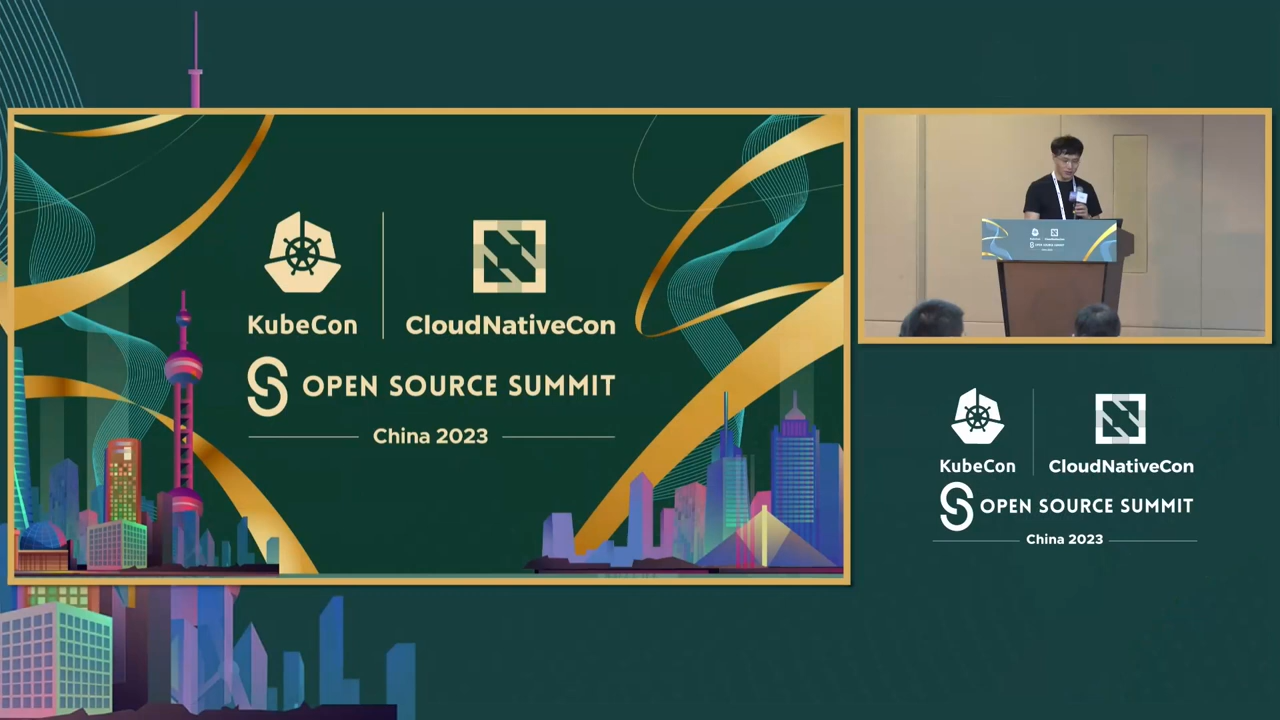 KubeCon
CloudNativeCon
OPEN SOURCE SUMMIT
China 2023
KubeCon
CloudNativeCon
OPEN SOURCE SUMMIT
China 2023